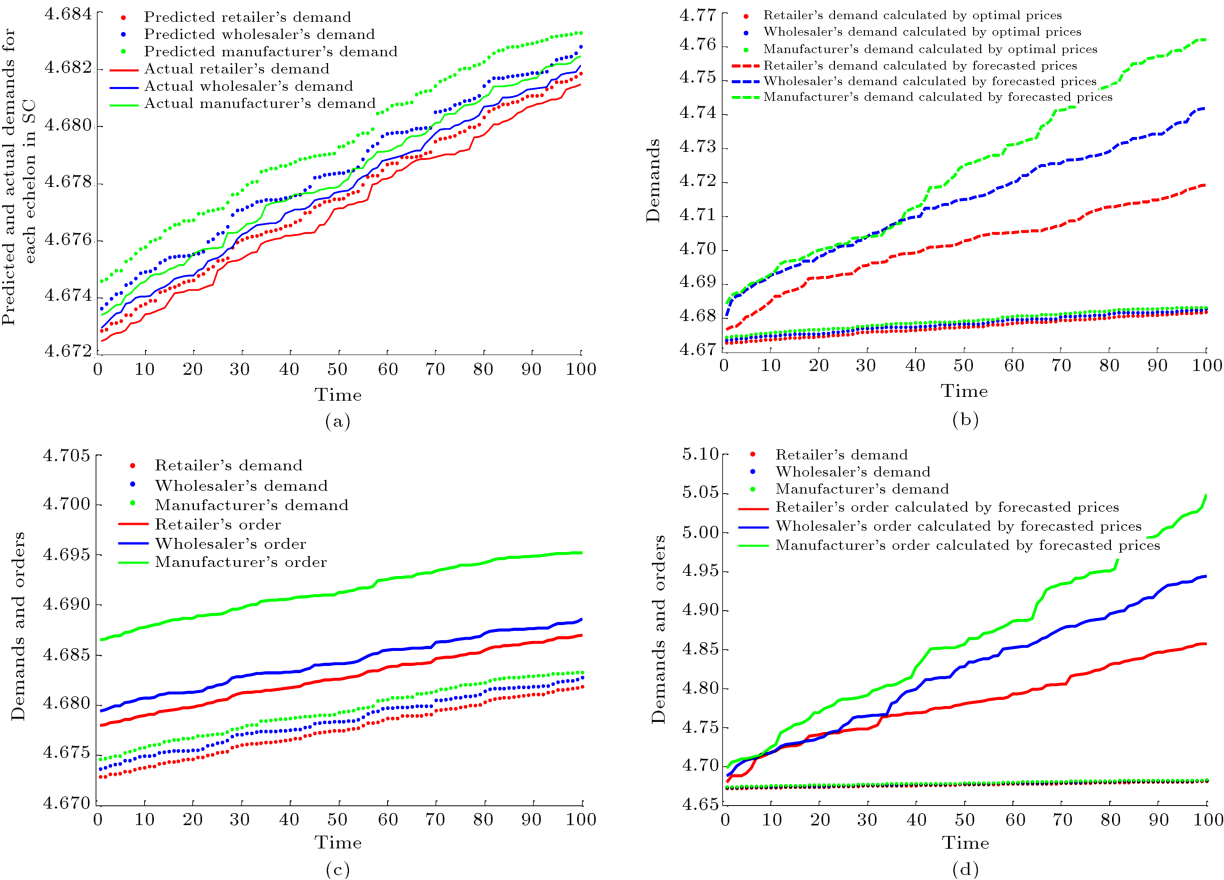 Predicted and actual demands for
each echelon in SC
4.684
4.682
4.680
4.678
4.676
4.674
4.672
Predicted retailer's demand
Predicted wholesaler's demand
Predicted manufacturer's demand
Actual retailer's demand
Actual wholesaler's demand
Actual manufacturer's demand
0 10 20 30 40 50 60 70 80 90 100
Time
(a)
Demands
4.77
4.76
4.75
4.74
4.73
4.72
4.71
4.70
4.69
4.68
4.67
Retailer's demand calculated by optimal prices
Wholesaler's demand calculated by optimal prices
Manufacturer's demand calculated by optimal prices
Retailer's demand calculated by forecasted prices
Wholesaler's demand calculated by forecasted prices
Manufacturer's demand calculated by forecasted prices
0 10 20 30 40 50 60 70 80 90 100
Time
(b)
Demands and orders
4.705
4.700
4.695
4.690
4.685
4.680
4.675
4.670
Retailer's demand
Wholesaler's demand
Manufacturer's demand
Retailer's order
Wholesaler's order
Manufacturer's order
0 10 20 30 40 50 60 70 80 90 100
Time
(c)
Demands and orders
5.10
5.05
5.00
4.95
4.90
4.85
4.80
4.75
4.70
4.65
Retailer's demand
Wholesaler's demand
Manufacturer's demand
Retailer's order calculated by forecasted prices
Wholesaler's order calculated by forecasted prices
Manufacturer's order calculated by forecasted prices
0 10 20 30 40 50 60 70 80 90 100
Time
(d)